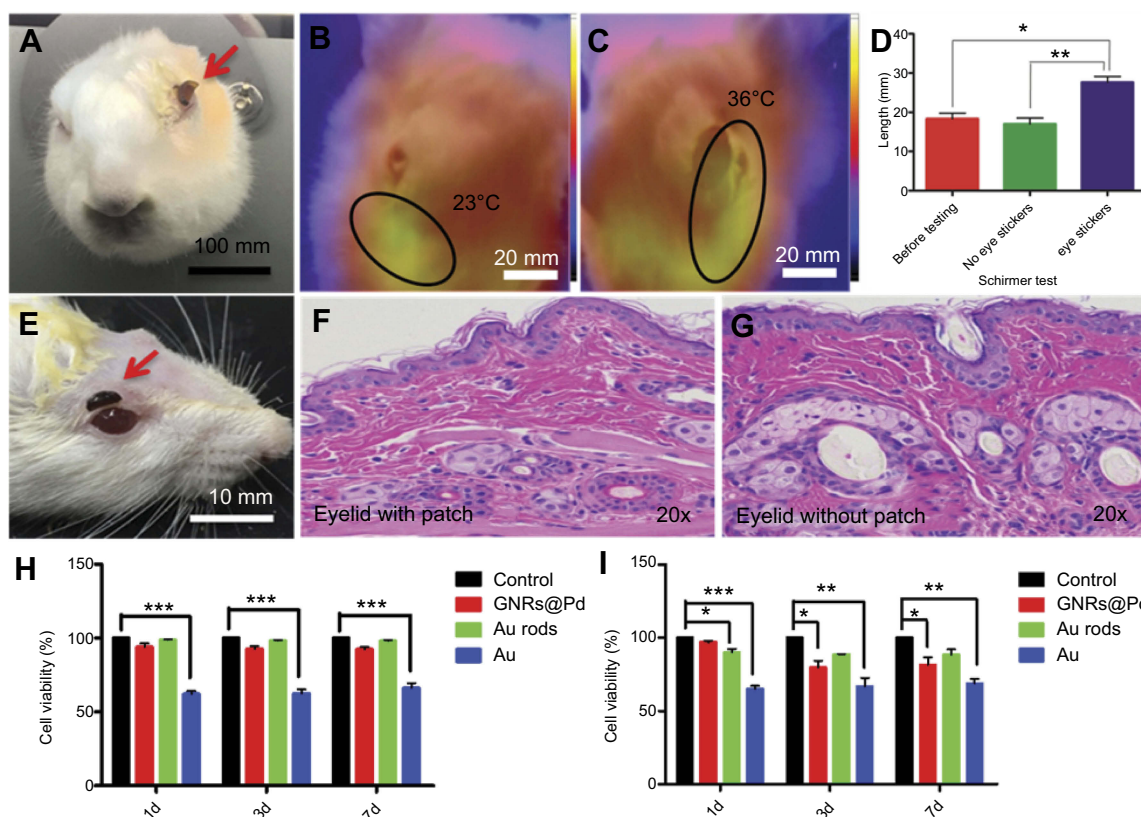 A
100 mm
B
23°C
20 mm
C
36°C
20 mm
D
Length (mm)
40
30
20
10
0
*
**
Before testing
No eye stickers
eye stickers
Schirmer test
E
10 mm
F
Eyelid with patch
20x
G
Eyelid without patch
20x
H
Cell viability (%)
150
100
50
0
***
***
***
1d
3d
7d
Control
GNRs@Pd
Au rods
Au
I
Cell viability (%)
150
100
50
0
***
*
**
*
**
*
1d
3d
7d
Control
GNRs@Pd
Au rods
Au